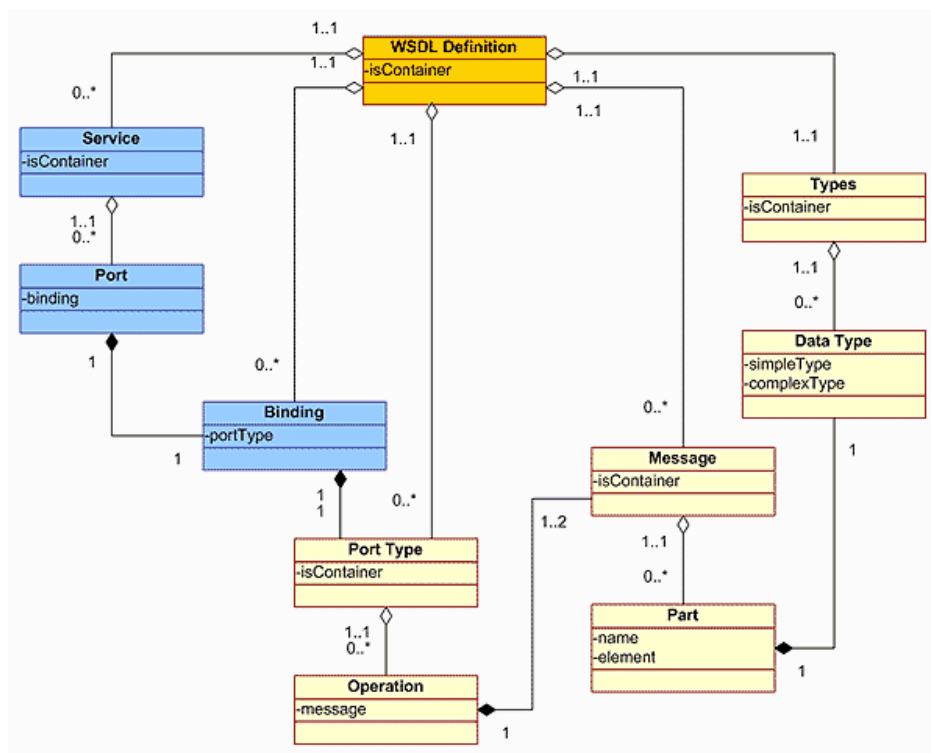 1..1
WSDL Definition
-isContainer
1..1
1..1
1..1
1..1
0..*
Service
-isContainer
1..1
Types
-isContainer
1..1
0..*
Port
-binding
1..1
0..*
Data Type
-simpleType
-complexType
1
0..*
Binding
-portType
1
0..*
1
Message
-isContainer
1
1
0..*
1..2
1..1
0..*
Port Type
-isContainer
Part
-name
-element
1
1..1
0..*
Operation
-message
1